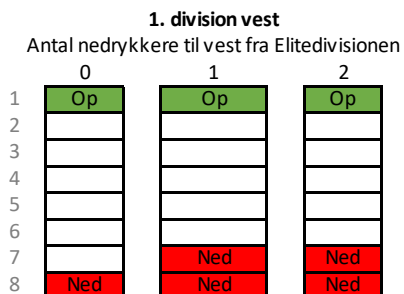 1. division vest
Antal nedrykkere til vest fra Elitedivisionen
0 1 2
1 Op Op Op
2
3
4
5
6
7 Ned Ned
8 Ned Ned Ned